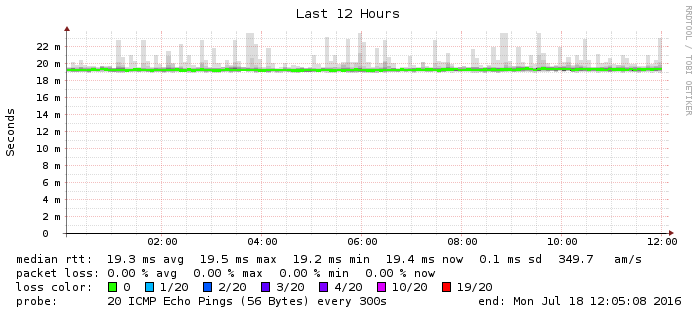 Last 12 Hours
RRDTOOL / TOBI OETIKER
Seconds
22 m
20 m
18 m
16 m
14 m
12 m
10 m
8 m
6 m
4 m
2 m
0
02:00 04:00 06:00 08:00 10:00 12:00
median rtt: 19.3 ms avg 19.5 ms max 19.2 ms min 19.4 ms now 0.1 ms sd 349.7 am/s
packet loss: 0.00 % avg 0.00 % max 0.00 % min 0.00 % now
loss color: 0 1/20 2/20 3/20 4/20 10/20 19/20
probe: 20 ICMP Echo Pings (56 Bytes) every 300s end: Mon Jul 18 12:05:08 2016